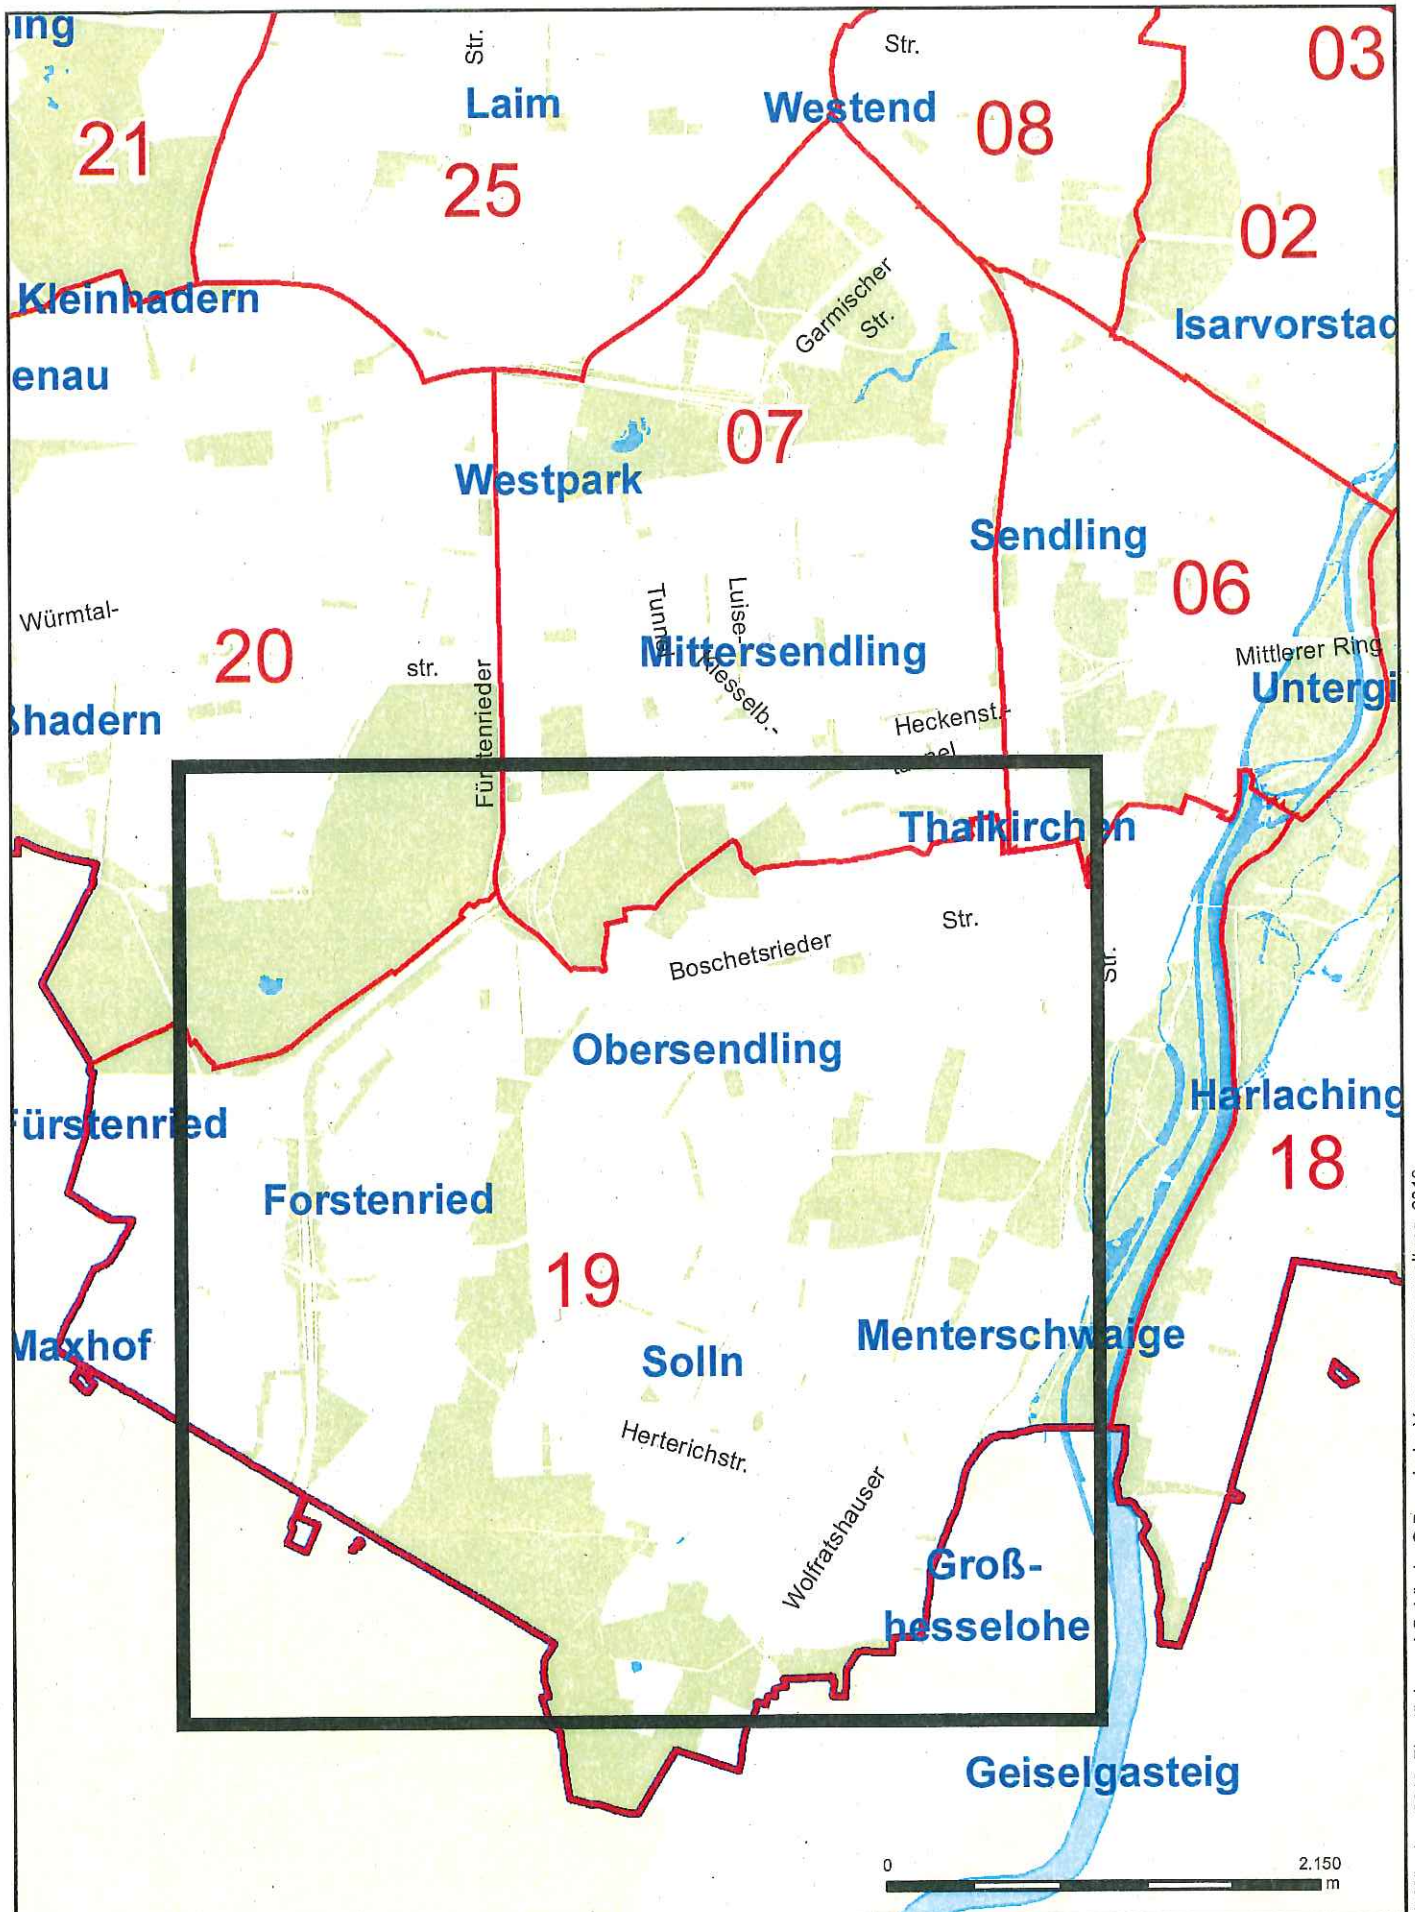 Str.
Str.
03
Laim
Westend
08
21
25
02
Kleinhadern
Garmischer
Str.
Isarvorstad
enau
07
Westpark
Sendling
06
Würmtal-
20
str.
Fürstenrieder
Tunnel
Luise-
Kiesselb.-
Mittersendling
Mittlerer Ring
Untergi
ßhadern
Heckenst.-
tunnel
Thalkirchen
Boschetsrieder
Str.
Str.
Obersendling
Harlaching
18
Fürstenried
Forstenried
19
Maxhof
Solln
Menterschwaige
Herterichstr.
Wolfratshauser
Groß-
hesselohe
Geiselgasteig
0
2.150
m